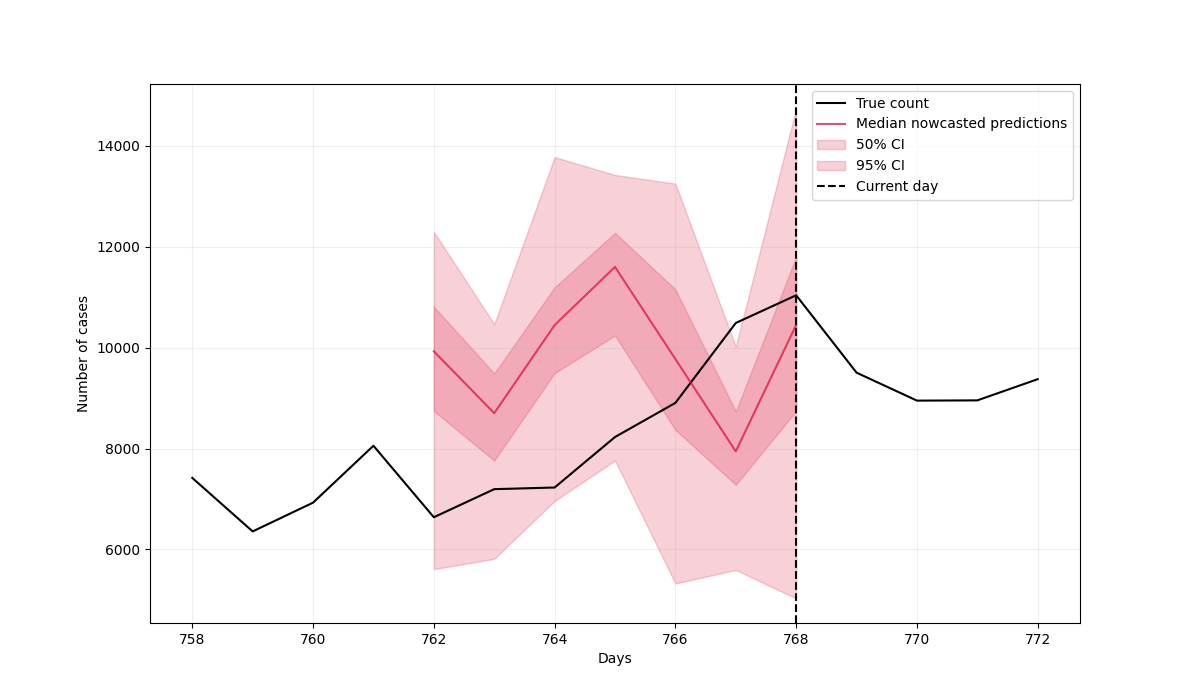 True count
Median nowcasted predictions
50% CI
95% CI
Current day
14000
12000
10000
8000
6000
Number of cases
758 760 762 764 766 768 770 772
Days